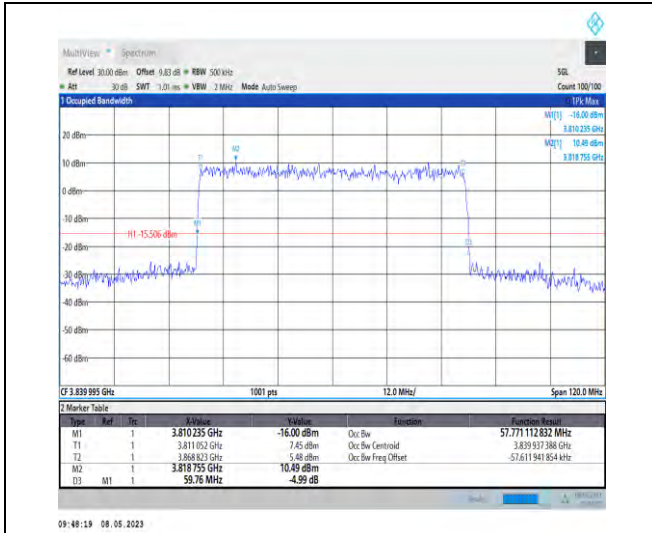 MultiView Spectrum
Ref Level 30.00 dBm Offset 9.83 dB RBW 500 kHz SGL
Att 30 dB SWT 1.01 ms VBW 2 MHz Mode Auto Sweep Count 100/100
1 Occupied Bandwidth 1Pk Max
M1[1] -16.00 dBm
3.810 235 GHz
M2[1] 10.49 dBm
3.818 755 GHz
20 dBm
10 dBm
0 dBm
-10 dBm
-20 dBm
-30 dBm
-40 dBm
-50 dBm
-60 dBm
T1
M2
M1
H1 -15.506 dBm
D3
CF 3.839 995 GHz 1001 pts 12.0 MHz/ Span 120.0 MHz
2 Marker Table
Type Ref Trc X-Value Y-Value Function Function Result
M1 1 3.810 235 GHz -16.00 dBm Occ Bw 57.771 112 832 MHz
T1 1 3.811 052 GHz 7.45 dBm Occ Bw Centroid 3.839 937 388 GHz
T2 1 3.868 823 GHz 5.48 dBm Occ Bw Freq Offset -57.611 941 854 kHz
M2 1 3.818 755 GHz 10.49 dBm
D3 M1 1 59.76 MHz -4.99 dB
09:48:19 08.05.2023